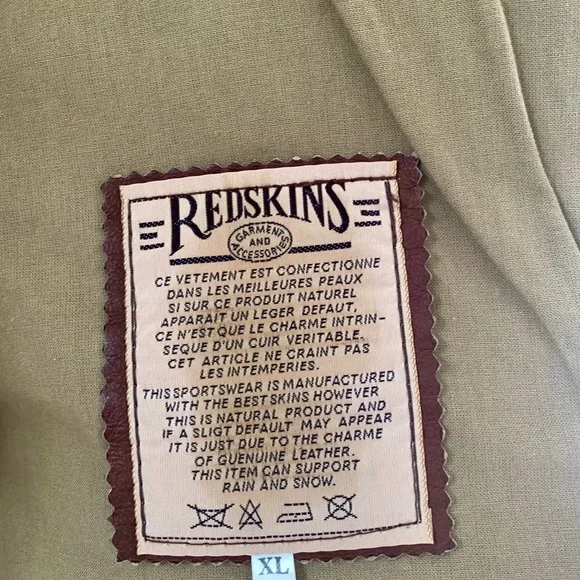 REDSKINS
GARMENT
AND
ACCESSORIES
CE VETEMENT EST CONFECTIONNE
DANS LES MEILLEURES PEAUX
SI SUR CE PRODUIT NATUREL
APPARAIT UN LEGER DEFAUT,
CE N'EST QUE LE CHARME INTRIN-
SEQUE D'UN CUIR VERITABLE.
CET ARTICLE NE CRAINT PAS
LES INTEMPERIES.
THIS SPORTSWEAR IS MANUFACTURED
WITH THE BEST SKINS HOWEVER
THIS IS NATURAL PRODUCT AND
IF A SLIGT DEFAULT MAY APPEAR
IT IS JUST DUE TO THE CHARME
OF GUENUINE LEATHER.
THIS ITEM CAN SUPPORT
RAIN AND SNOW.
XL